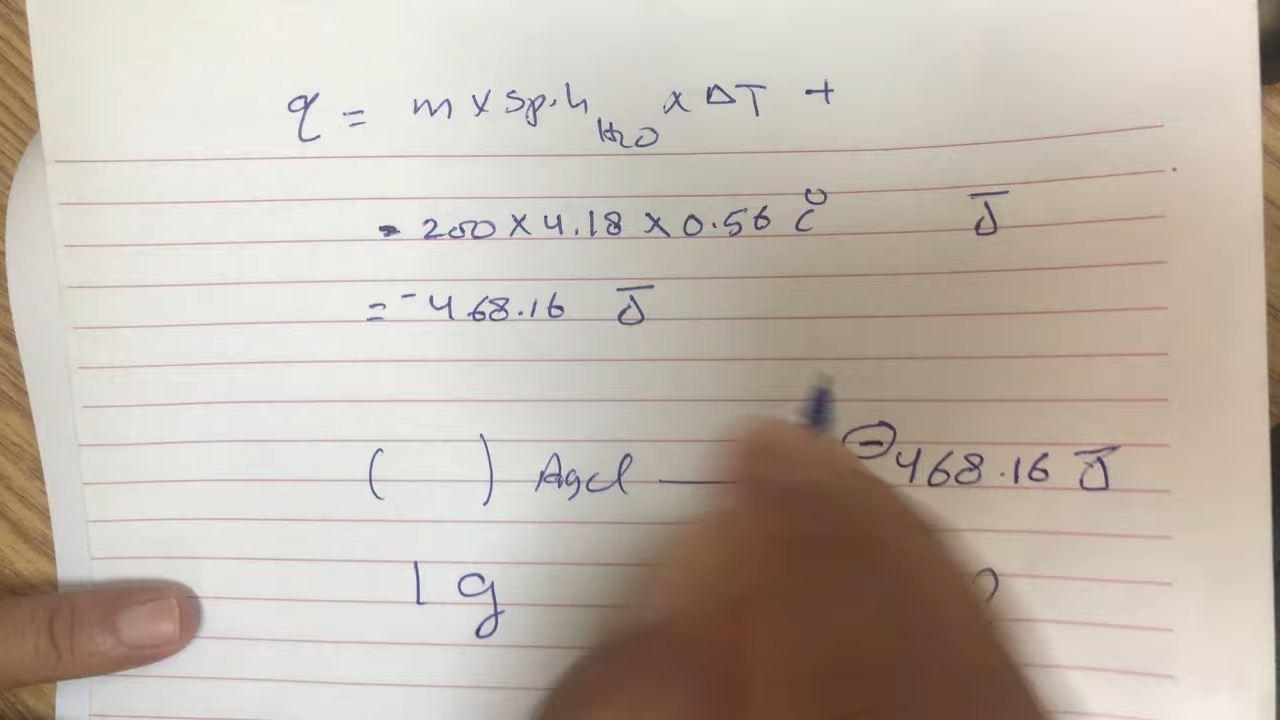 q = m x sp.h H2O x ΔT +
= 200 x 4.18 x 0.56 C° J
= -468.16 J
( ) Agcl — -468.16 J
1 g